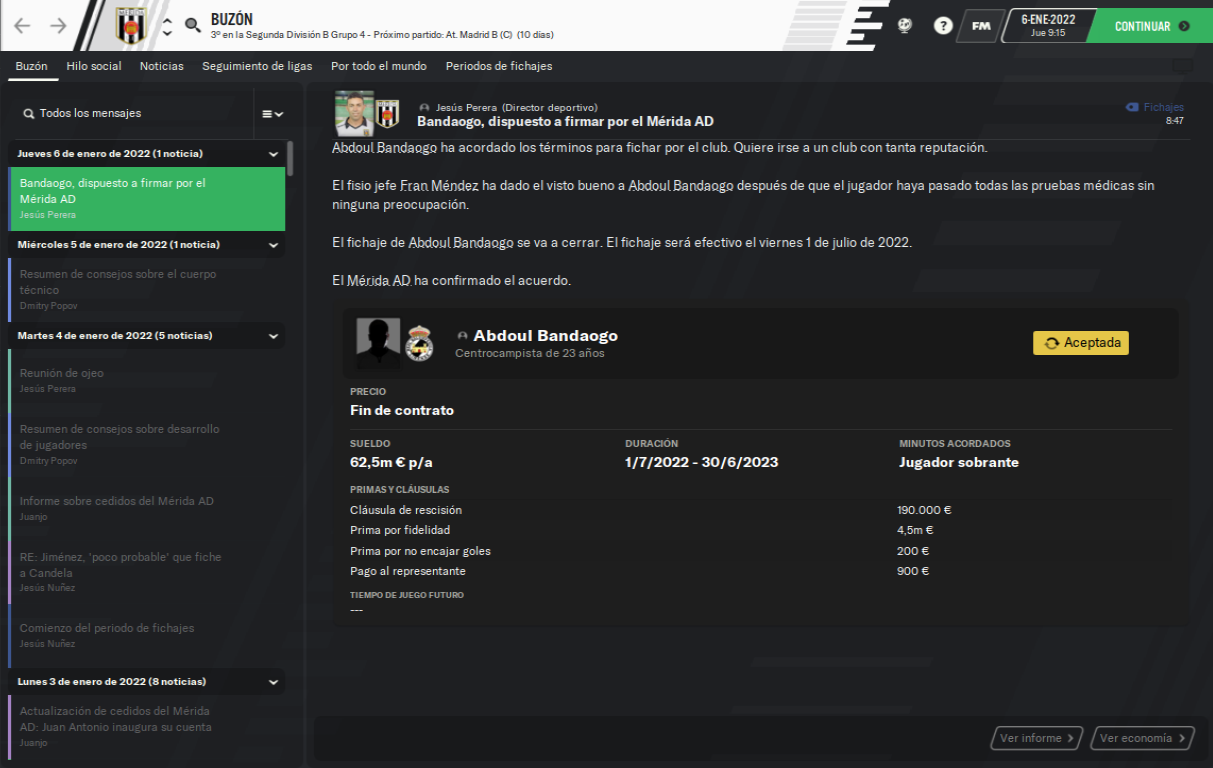 BUZÓN
3º en la Segunda División B Grupo 4 - Próximo partido: At. Madrid B (C) (10 días)
FM
6-ENE-2022
Jue 9:15
CONTINUAR
Buzón
Hilo social
Noticias
Seguimiento de ligas
Por todo el mundo
Periodos de fichajes
Todos los mensajes
Jueves 6 de enero de 2022 (1 noticia)
Bandaogo, dispuesto a firmar por el
Mérida AD
Jesús Perera
Miércoles 5 de enero de 2022 (1 noticia)
Resumen de consejos sobre el cuerpo
técnico
Dmitry Popov
Martes 4 de enero de 2022 (5 noticias)
Reunión de ojeo
Jesús Perera
Resumen de consejos sobre desarrollo
de jugadores
Dmitry Popov
Informe sobre cedidos del Mérida AD
Juanjo
RE: Jiménez, 'poco probable' que fiche
a Candela
Jesús Nuñez
Comienzo del periodo de fichajes
Jesús Nuñez
Lunes 3 de enero de 2022 (8 noticias)
Actualización de cedidos del Mérida
AD: Juan Antonio inaugura su cuenta
Juanjo
Jesús Perera (Director deportivo)
Bandaogo, dispuesto a firmar por el Mérida AD
Fichajes
8:47
Abdoul Bandaogo ha acordado los términos para fichar por el club. Quiere irse a un club con tanta reputación.
El fisio jefe Fran Méndez ha dado el visto bueno a Abdoul Bandaogo después de que el jugador haya pasado todas las pruebas médicas sin
ninguna preocupación.
El fichaje de Abdoul Bandaogo se va a cerrar. El fichaje será efectivo el viernes 1 de julio de 2022.
El Mérida AD ha confirmado el acuerdo.
Abdoul Bandaogo
Centrocampista de 23 años
Aceptada
PRECIO
Fin de contrato
SUELDO
DURACIÓN
MINUTOS ACORDADOS
62,5m € p/a
1/7/2022 - 30/6/2023
Jugador sobrante
PRIMAS Y CLÁUSULAS
Cláusula de rescisión
190.000 €
Prima por fidelidad
4,5m €
Prima por no encajar goles
200 €
Pago al representante
900 €
TIEMPO DE JUEGO FUTURO
---
Ver informe
Ver economía